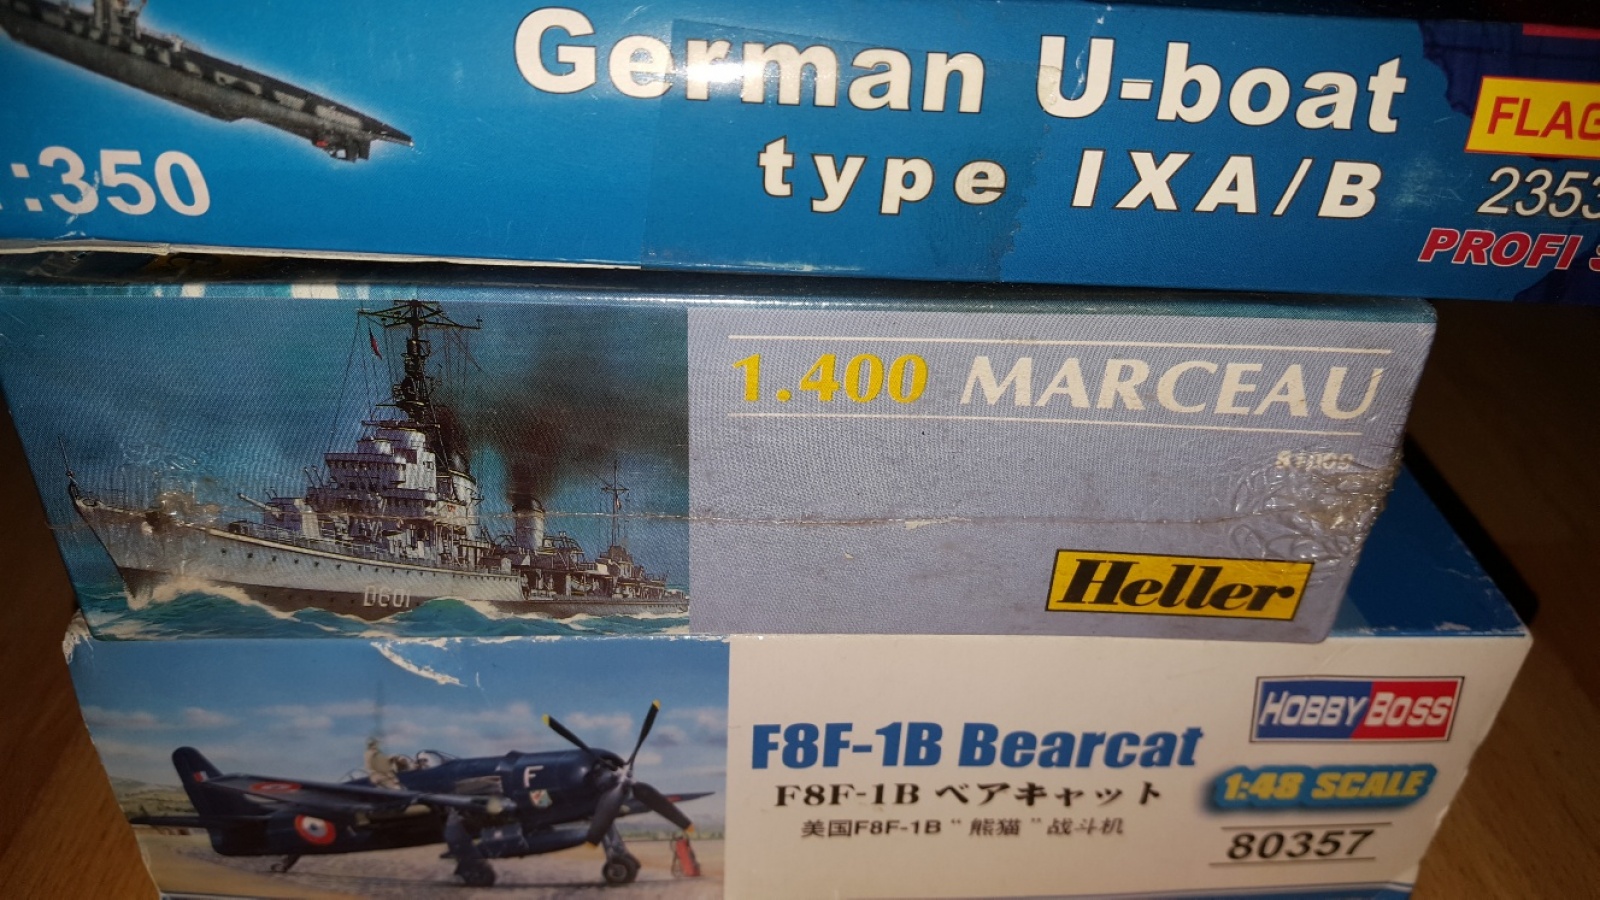 German U-boat
type IXA/B
:350
FLAG
2353
PROFI
1.400 MARCEAU
Heller
HOBBY BOSS
F8F-1B Bearcat
F8F-1B ベアキャット
美国F8F-1B“熊猫”战斗机
1:48 SCALE
80357
F